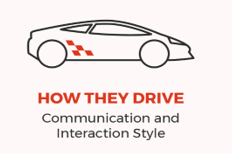 HOW THEY DRIVE
Communication and
Interaction Style